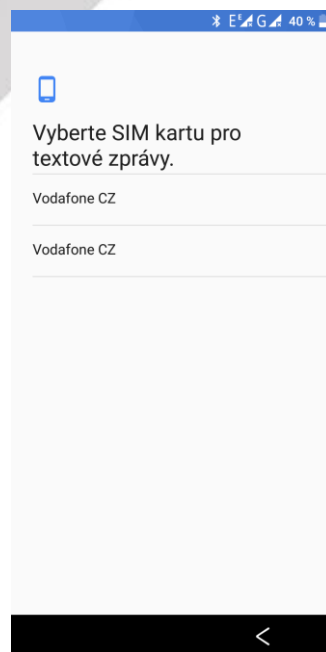 E E G 40 %
Vyberte SIM kartu pro
textové zprávy.
Vodafone CZ
Vodafone CZ